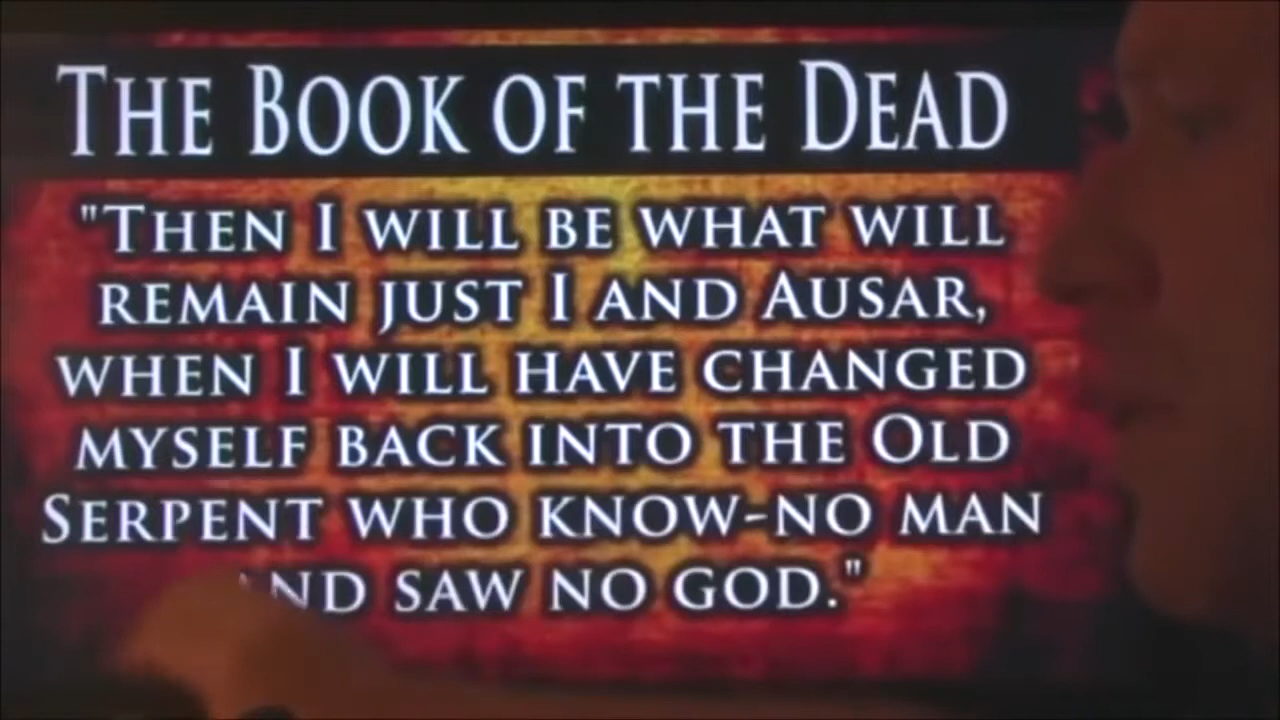 THE BOOK OF THE DEAD
"THEN I WILL BE WHAT WILL
REMAIN JUST I AND AUSAR,
WHEN I WILL HAVE CHANGED
MYSELF BACK INTO THE OLD
SERPENT WHO KNOW-NO MAN
AND SAW NO GOD."